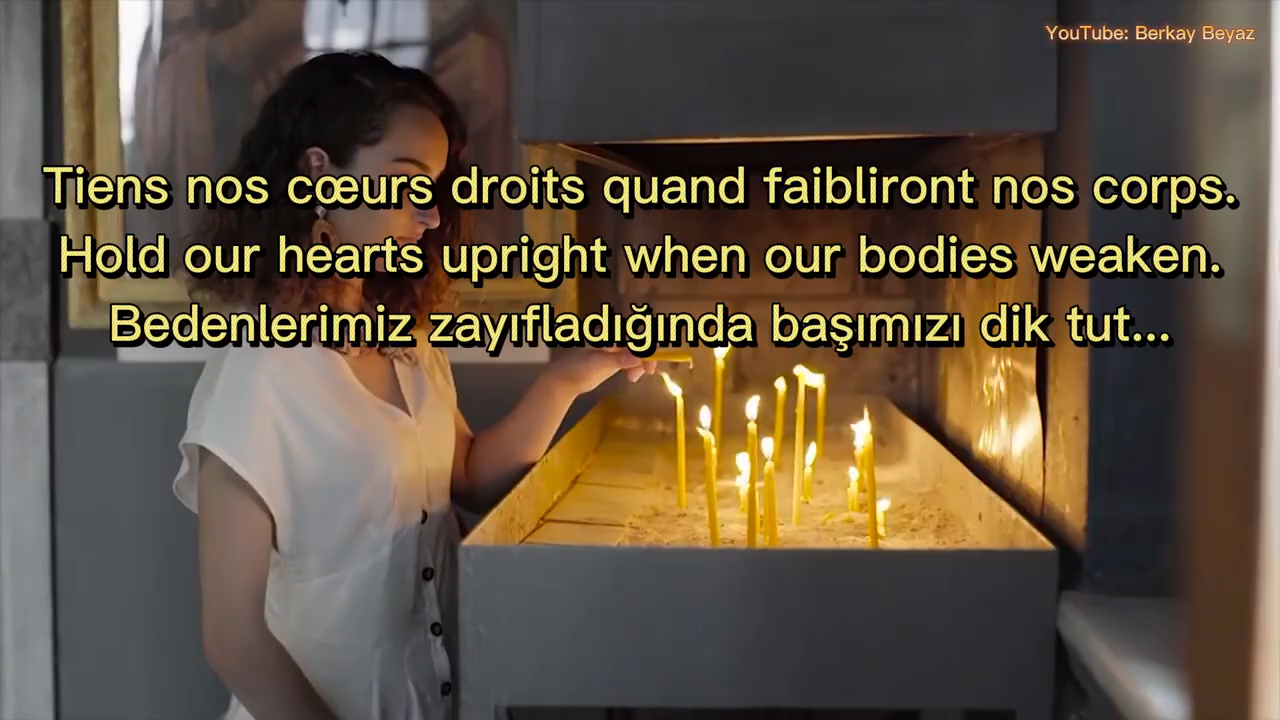 YouTube: Berkay Beyaz
Tiens nos cœurs droits quand faibliront nos corps.
Hold our hearts upright when our bodies weaken.
Bedenlerimiz zayıfladığında başımızı dik tut...